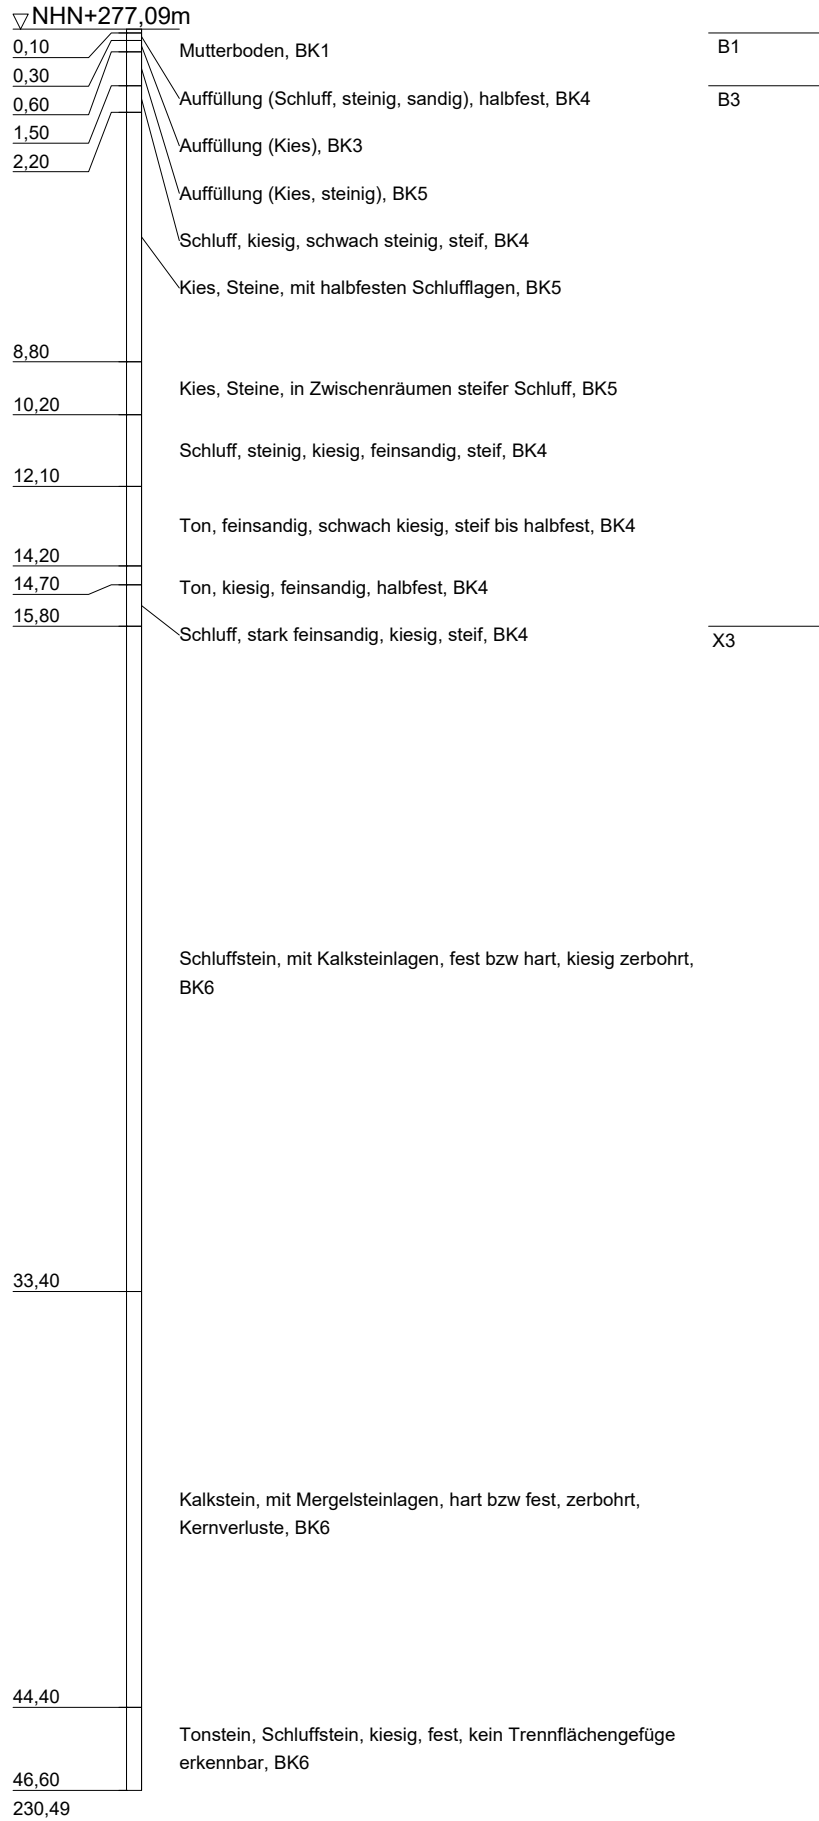 NHN+277,09m
0,10
Mutterboden, BK1
B1
0,30
Auffüllung (Schluff, steinig, sandig), halbfest, BK4
B3
0,60
1,50
Auffüllung (Kies), BK3
2,20
Auffüllung (Kies, steinig), BK5
Schluff, kiesig, schwach steinig, steif, BK4
Kies, Steine, mit halbfesten Schlufflagen, BK5
8,80
Kies, Steine, in Zwischenräumen steifer Schluff, BK5
10,20
Schluff, steinig, kiesig, feinsandig, steif, BK4
12,10
Ton, feinsandig, schwach kiesig, steif bis halbfest, BK4
14,20
14,70
Ton, kiesig, feinsandig, halbfest, BK4
15,80
Schluff, stark feinsandig, kiesig, steif, BK4
X3
Schluffstein, mit Kalksteinlagen, fest bzw hart, kiesig zerbohrt,
BK6
33,40
Kalkstein, mit Mergelsteinlagen, hart bzw fest, zerbohrt,
Kernverluste, BK6
44,40
Tonstein, Schluffstein, kiesig, fest, kein Trennflächengefüge
erkennbar, BK6
46,60
230,49